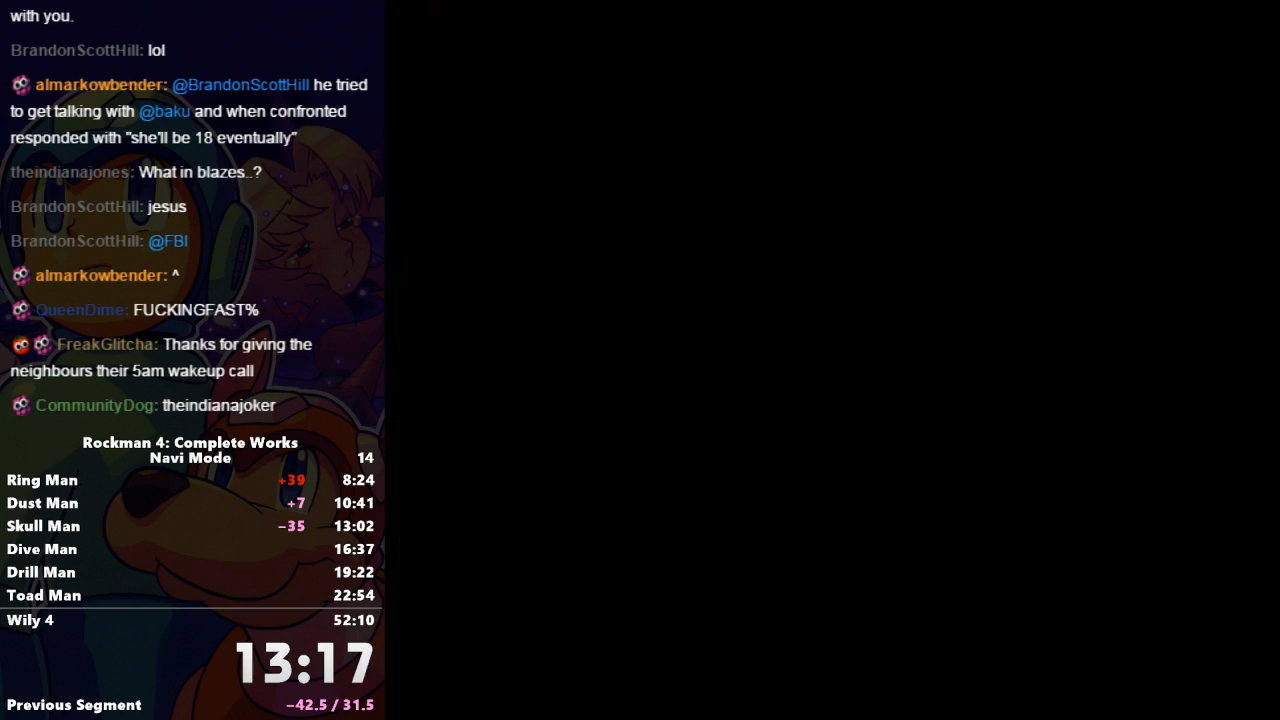 with you.
BrandonScottHill: lol
almarkowbender: @BrandonScottHill he tried
to get talking with @baku and when confronted
responded with "she'll be 18 eventually"
theindianajones: What in blazes..?
BrandonScottHill: jesus
BrandonScottHill: @FBI
almarkowbender: ^
QueenDime: FUCKINGFAST%
FreakGlitcha: Thanks for giving the
neighbours their 5am wakeup call
CommunityDog: theindianajoker
Rockman 4: Complete Works
Navi Mode 14
Ring Man +39 8:24
Dust Man +7 10:41
Skull Man −35 13:02
Dive Man 16:37
Drill Man 19:22
Toad Man 22:54
Wily 4 52:10
13:17
Previous Segment −42.5 / 31.5